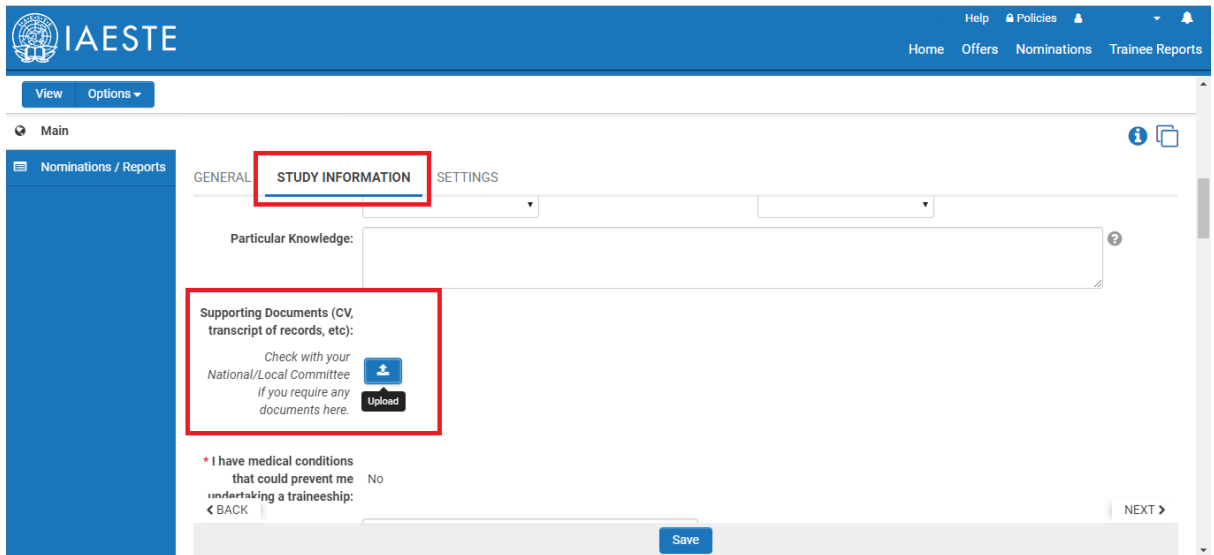 IAESTE
Help Policies
Home Offers Nominations Trainee Reports
View Options
Main
Nominations / Reports
GENERAL STUDY INFORMATION SETTINGS
Particular Knowledge:
Supporting Documents (CV,
transcript of records, etc):
Check with your
National/Local Committee
if you require any
documents here.
Upload
* I have medical conditions
that could prevent me
undertaking a traineeship:
No
BACK
NEXT
Save